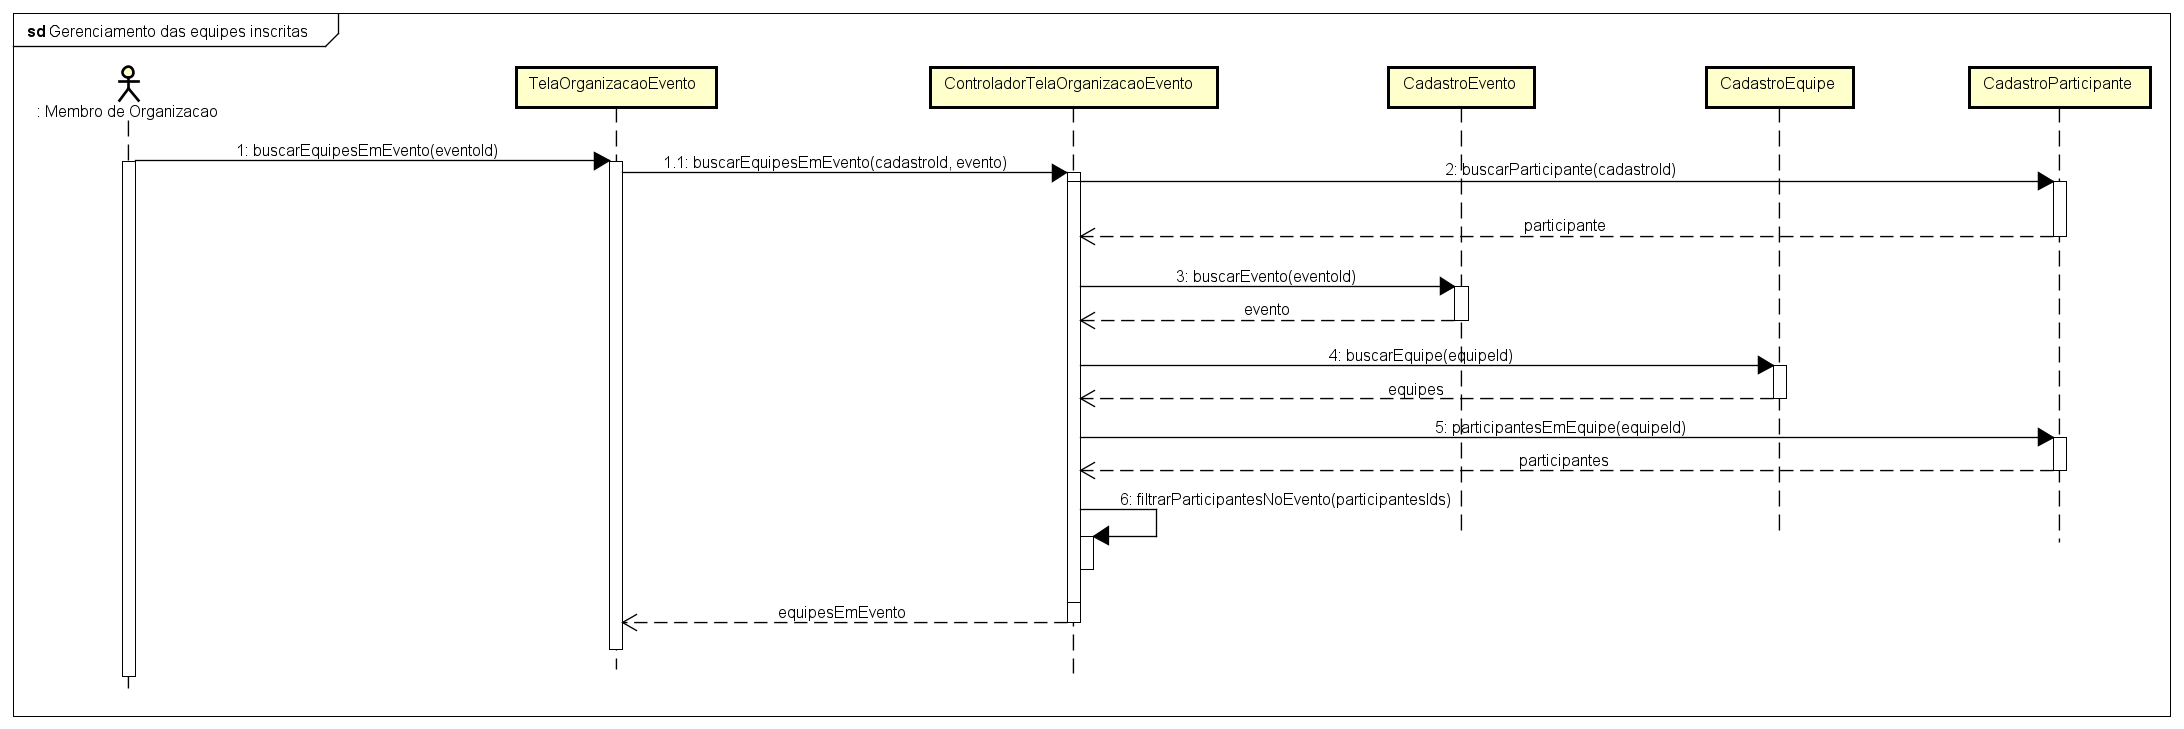 sd Gerenciamento das equipes inscritas
: Membro de Organizacao
TelaOrganizacaoEvento
ControladorTelaOrganizacaoEvento
CadastroEvento
CadastroEquipe
CadastroParticipante
1: buscarEquipesEmEvento(eventoId)
1.1: buscarEquipesEmEvento(cadastroId, evento)
2: buscarParticipante(cadastroId)
participante
3: buscarEvento(eventoId)
evento
4: buscarEquipe(equipeId)
equipes
5: participantesEmEquipe(equipeId)
participantes
6: filtrarParticipantesNoEvento(participantesIds)
equipesEmEvento